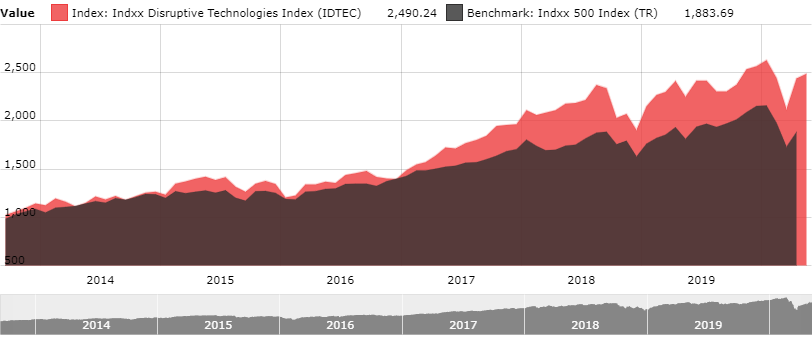 Value Index: Indxx Disruptive Technologies Index (IDTEC) 2,490.24 Benchmark: Indxx 500 Index (TR) 1,883.69
2,500
2,000
1,500
1,000
500
2014 2015 2016 2017 2018 2019
2014 2015 2016 2017 2018 2019